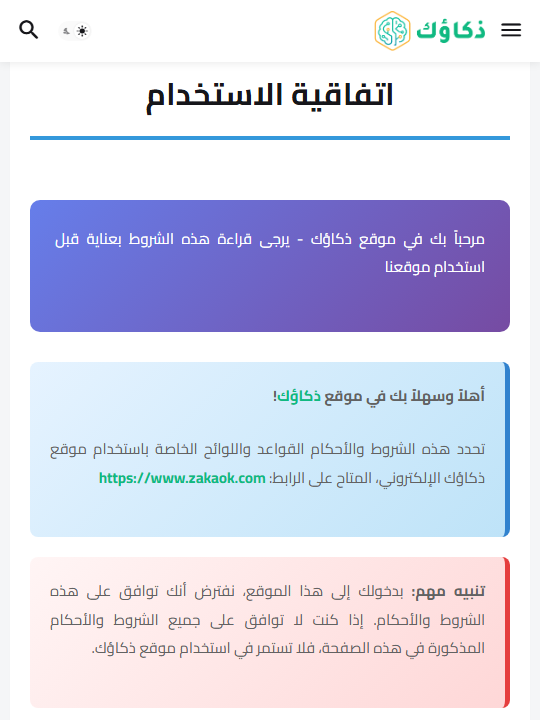 ذكاؤك
اتفاقية الاستخدام
مرحباً بك في موقع ذكاؤك - يرجى قراءة هذه الشروط بعناية قبل
استخدام موقعنا
أهلاً وسهلاً بك في موقع ذكاؤك!
تحدد هذه الشروط والأحكام القواعد واللوائح الخاصة باستخدام موقع
ذكاؤك الإلكتروني، المتاح على الرابط: https://www.zakaok.com
تنبيه مهم: بدخولك إلى هذا الموقع، نفترض أنك توافق على هذه
الشروط والأحكام. إذا كنت لا توافق على جميع الشروط والأحكام
المذكورة في هذه الصفحة، فلا تستمر في استخدام موقع ذكاؤك.